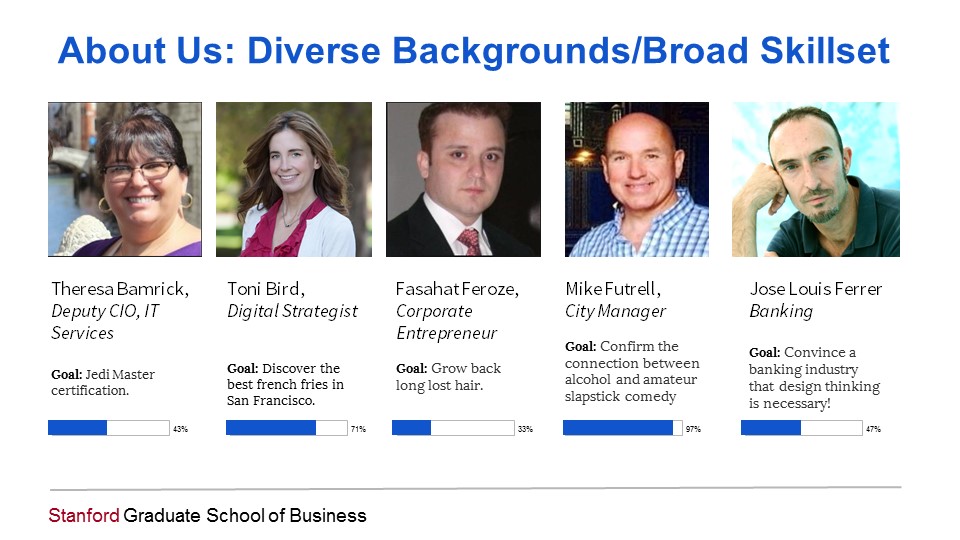 About Us: Diverse Backgrounds/Broad Skillset
Theresa Bamrick,
Deputy CIO, IT
Services
Goal: Jedi Master
certification.
43%
Toni Bird,
Digital Strategist
Goal: Discover the
best french fries in
San Francisco.
71%
Fasahat Feroze,
Corporate
Entrepreneur
Goal: Grow back
long lost hair.
33%
Mike Futrell,
City Manager
Goal: Confirm the
connection between
alcohol and amateur
slapstick comedy
97%
Jose Louis Ferrer
Banking
Goal: Convince a
banking industry
that design thinking
is necessary!
47%
Stanford Graduate School of Business